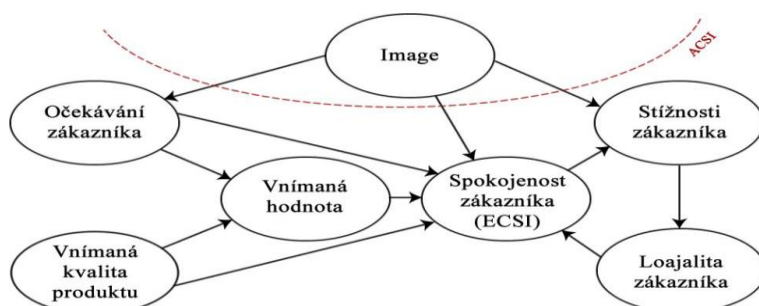 ACSI
Image
Očekávání
zákazníka
Stížnosti
zákazníka
Vnímaná
hodnota
Spokojenost
zákazníka
(ECSI)
Vnímaná
kvalita
produktu
Loajalita
zákazníka